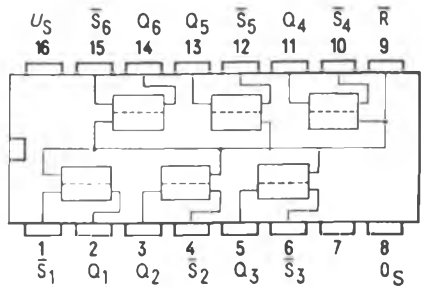 U_S S̅_6 Q_6 Q_5 S̅_5 Q_4 S̅_4 R̅
16 15 14 13 12 11 10 9
1 2 3 4 5 6 7 8
S̅_1 Q_1 Q_2 S̅_2 Q_3 S̅_3 0_S